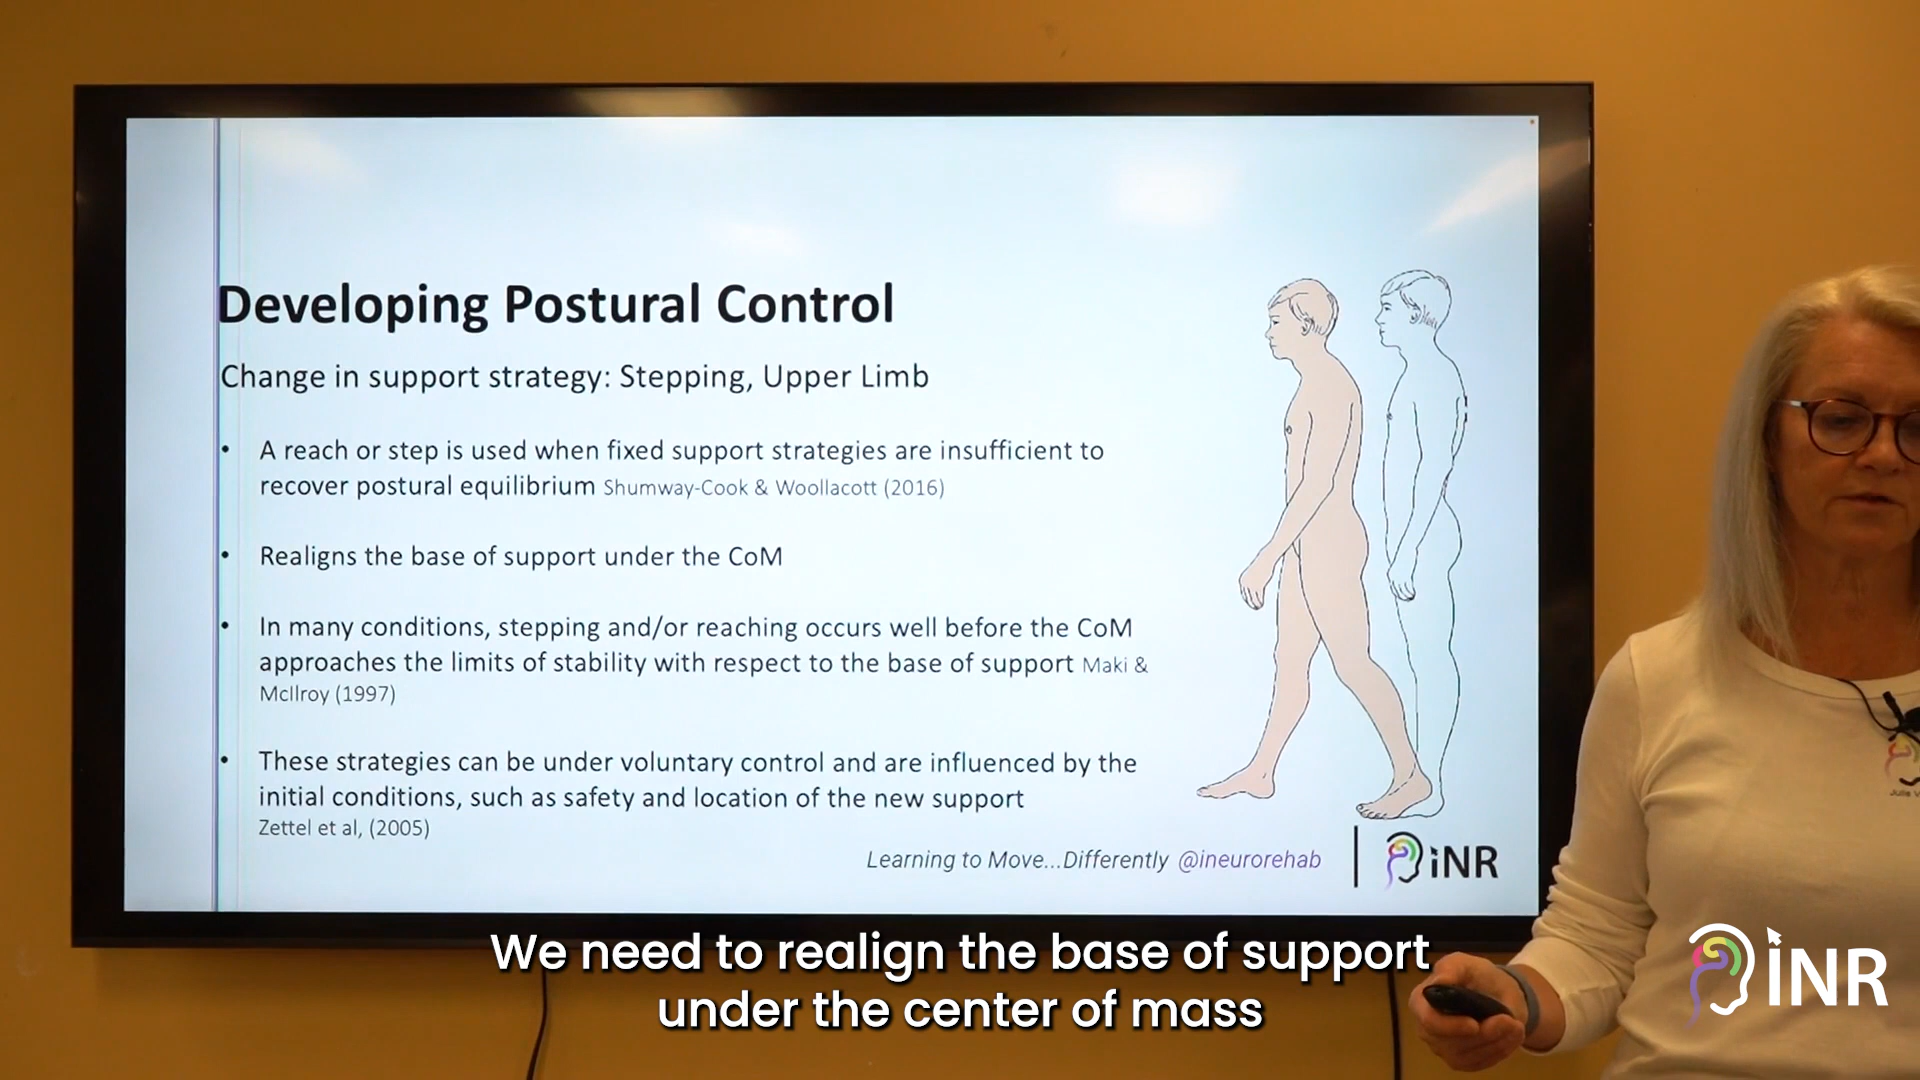 Developing Postural Control
Change in support strategy: Stepping, Upper Limb
• A reach or step is used when fixed support strategies are insufficient to
recover postural equilibrium Shumway-Cook & Woollacott (2016)
• Realigns the base of support under the CoM
• In many conditions, stepping and/or reaching occurs well before the CoM
approaches the limits of stability with respect to the base of support Maki &
McIlroy (1997)
• These strategies can be under voluntary control and are influenced by the
initial conditions, such as safety and location of the new support
Zettel et al, (2005)
Learning to Move...Differently @ineurorehab
iNR
We need to realign the base of support
under the center of mass
iNR